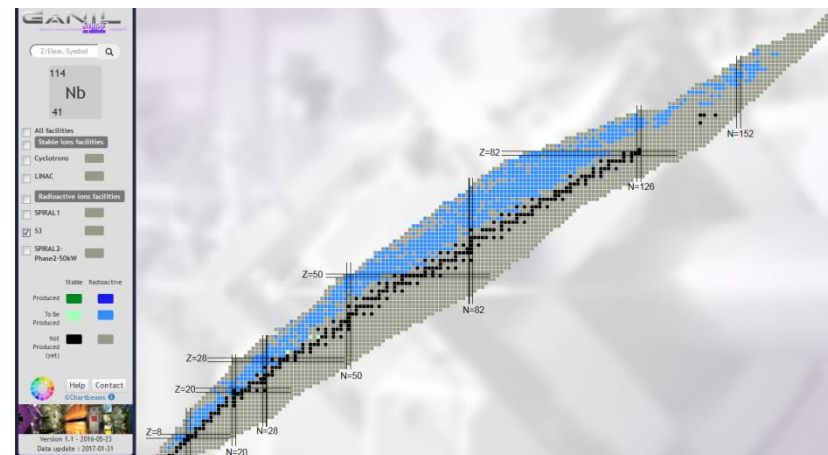 GANIL
Z/Elem. Symbol
114
Nb
41
All facilities
Stable ions facilities
Cyclotrons
LINAC
Radioactive ions facilities
SPIRAL1
S3
SPIRAL2-
Phase2-50kW
Stable Radioactive
Produced
To Be
Produced
Not
Produced
(yet)
Help Contact
©Chartbeams
Version 1.1 - 2016-05-23
Data update : 2017-01-31
N=152
Z=82
N=126
Z=50
N=82
Z=28
N=50
Z=20
N=28
Z=8
N=20